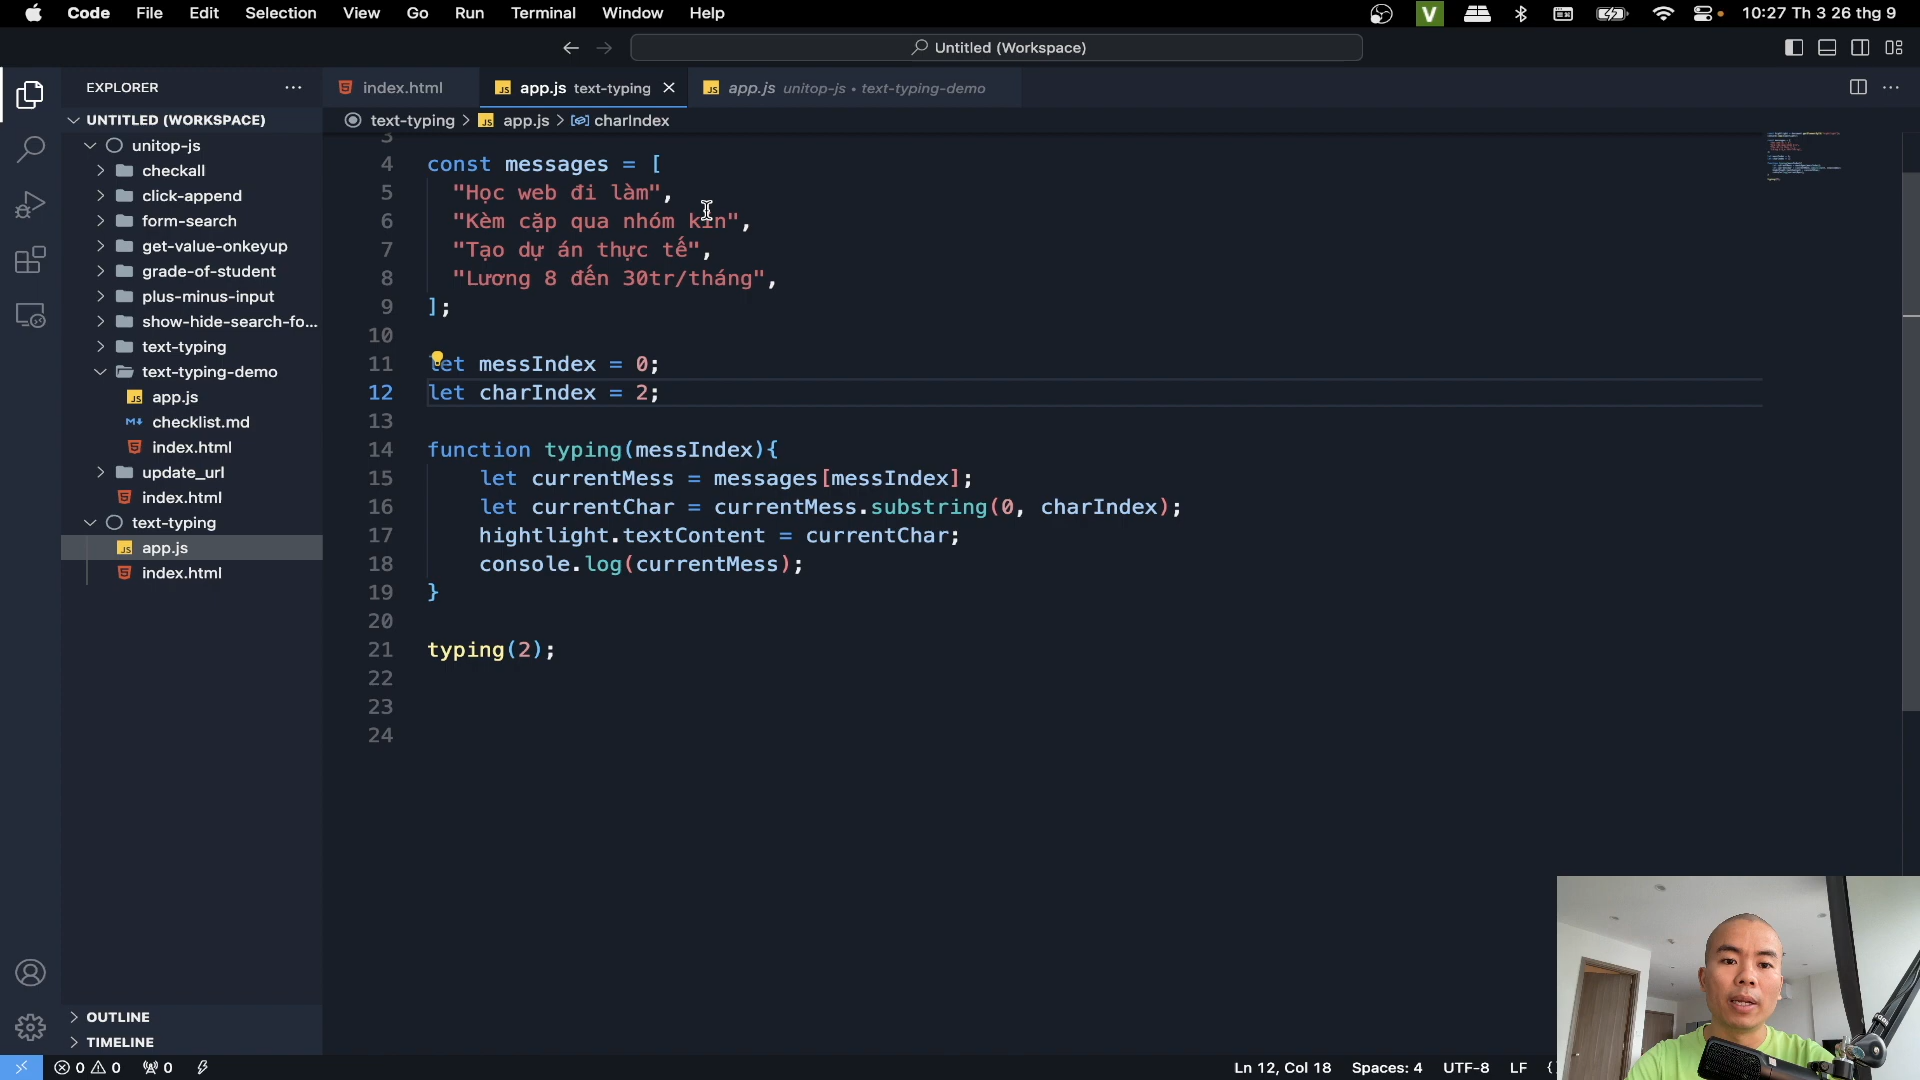 Code File Edit Selection View Go Run Terminal Window Help V 10:27 Th 3 26 thg 9
Untitled (Workspace)
EXPLORER
index.html
app.js text-typing
app.js unitop-js • text-typing-demo
UNTITLED (WORKSPACE)
text-typing > app.js > charIndex
unitop-js
checkall
click-append
form-search
get-value-onkeyup
grade-of-student
plus-minus-input
show-hide-search-fo...
text-typing
text-typing-demo
app.js
checklist.md
index.html
update_url
index.html
text-typing
app.js
index.html
OUTLINE
TIMELINE
3
4 const messages = [
5 "Học web đi làm",
6 "Kèm cặp qua nhóm kín",
7 "Tạo dự án thực tế",
8 "Lương 8 đến 30tr/tháng",
9 ];
10
11 let messIndex = 0;
12 let charIndex = 2;
13
14 function typing(messIndex){
15 let currentMess = messages[messIndex];
16 let currentChar = currentMess.substring(0, charIndex);
17 hightlight.textContent = currentChar;
18 console.log(currentMess);
19 }
20
21 typing(2);
22
23
24
0 0 0 Ln 12, Col 18 Spaces: 4 UTF-8 LF {